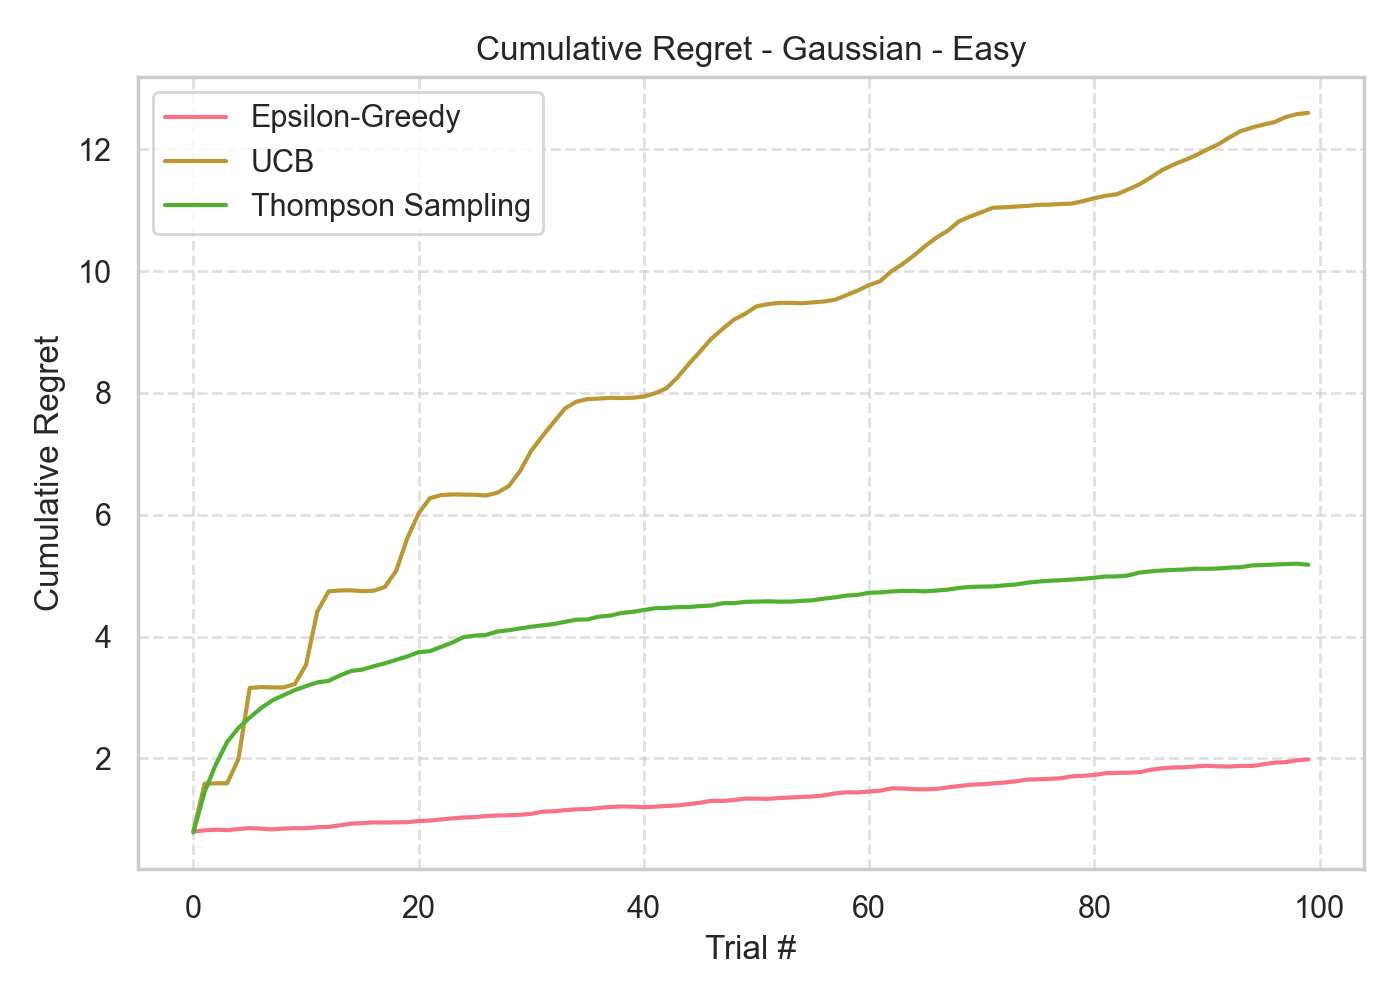 Cumulative Regret - Gaussian - Easy
Epsilon-Greedy
UCB
Thompson Sampling
Cumulative Regret
12
10
8
6
4
2
0 20 40 60 80 100
Trial #